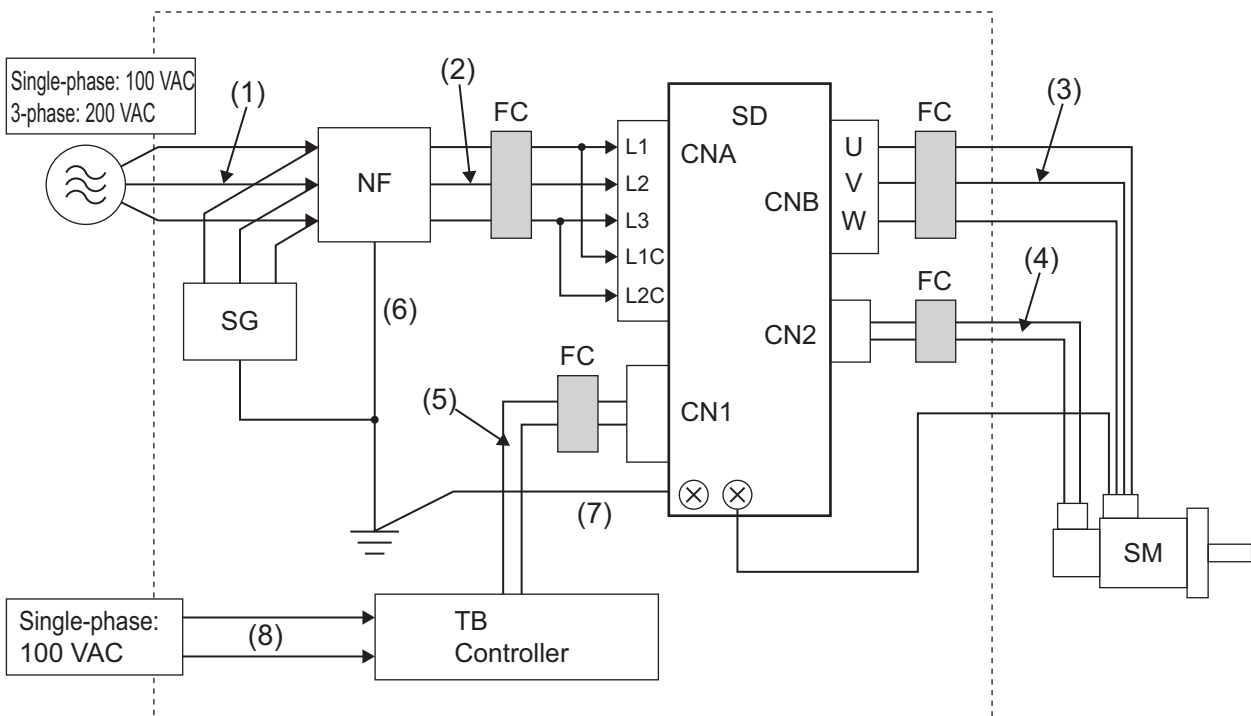 Single-phase: 100 VAC
3-phase: 200 VAC
(1)
(2)
FC
SD
FC
(3)
NF
L1
CNA
U
L2
V
CNB
L3
W
L1C
(4)
FC
L2C
SG
(6)
CN2
FC
(5)
CN1
(7)
SM
Single-phase:
100 VAC
(8)
TB
Controller